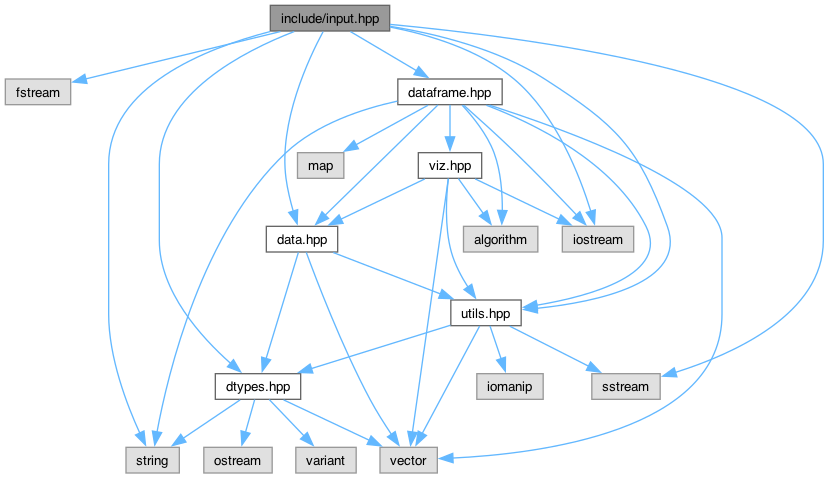 include/input.hpp
fstream
dataframe.hpp
map
viz.hpp
data.hpp
algorithm
iostream
utils.hpp
dtypes.hpp
iomanip
sstream
string
ostream
variant
vector